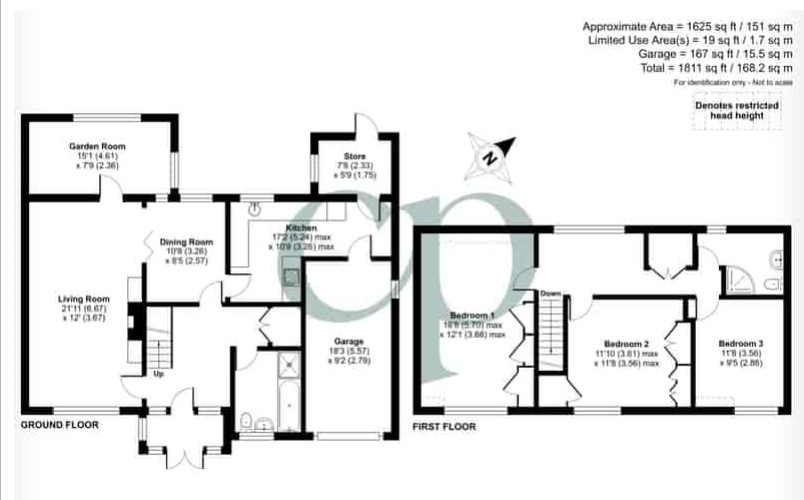 Approximate Area = 1625 sq ft / 151 sq m
Limited Use Area(s) = 19 sq ft / 1.7 sq m
Garage = 167 sq ft / 15.5 sq m
Total = 1811 sq ft / 168.2 sq m
For identification only - Not to scale
Denotes restricted
head height
N
Garden Room
15'1 (4.61)
x 7'9 (2.36)
Store
7'8 (2.33)
x 5'9 (1.75)
Kitchen
17'2 (5.24) max
x 10'8 (3.26) max
Dining Room
10'8 (3.26)
x 8'5 (2.57)
Living Room
21'11 (6.67)
x 12' (3.67)
Up
Garage
18'3 (5.57)
x 9'2 (2.79)
GROUND FLOOR
cp
Down
Bedroom 1
18'8 (5.70) max
x 12'1 (3.68) max
Bedroom 2
11'10 (3.61) max
x 11'8 (3.56) max
Bedroom 3
11'8 (3.56)
x 9'5 (2.86)
FIRST FLOOR